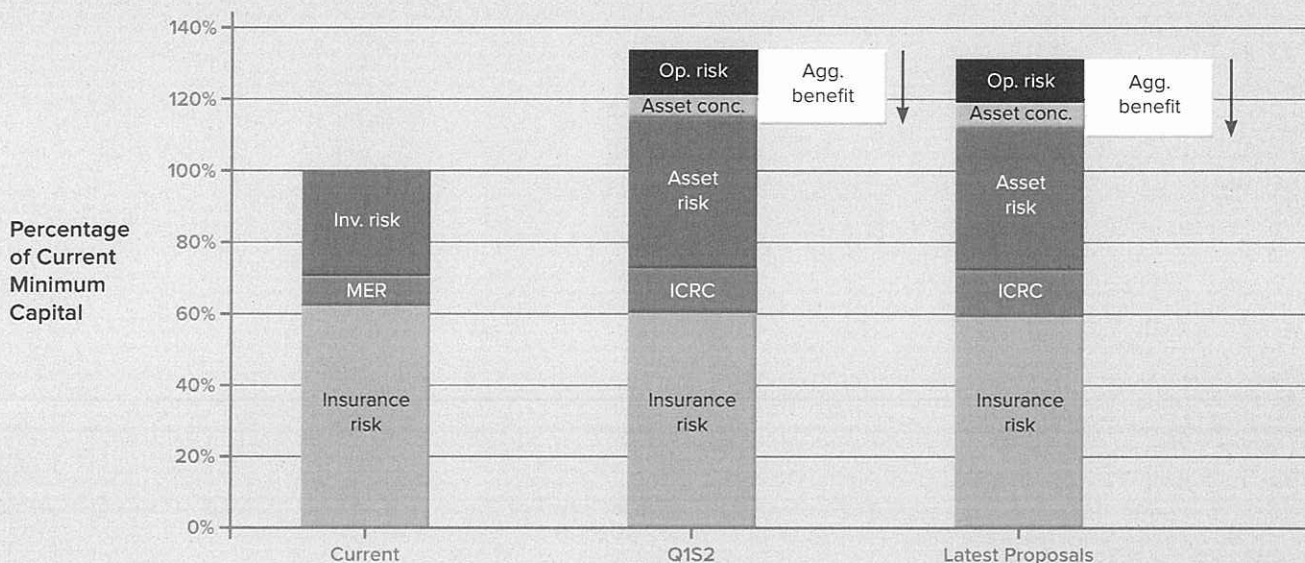 Percentage
of Current
Minimum
Capital
140%
120%
100%
80%
60%
40%
20%
0%
Inv. risk
MER
Insurance
risk
Op. risk
Asset conc.
Asset
risk
ICRC
Insurance
risk
Agg.
benefit
Op. risk
Asset conc.
Asset
risk
ICRC
Insurance
risk
Agg.
benefit
Current
Q1S2
Latest Proposals